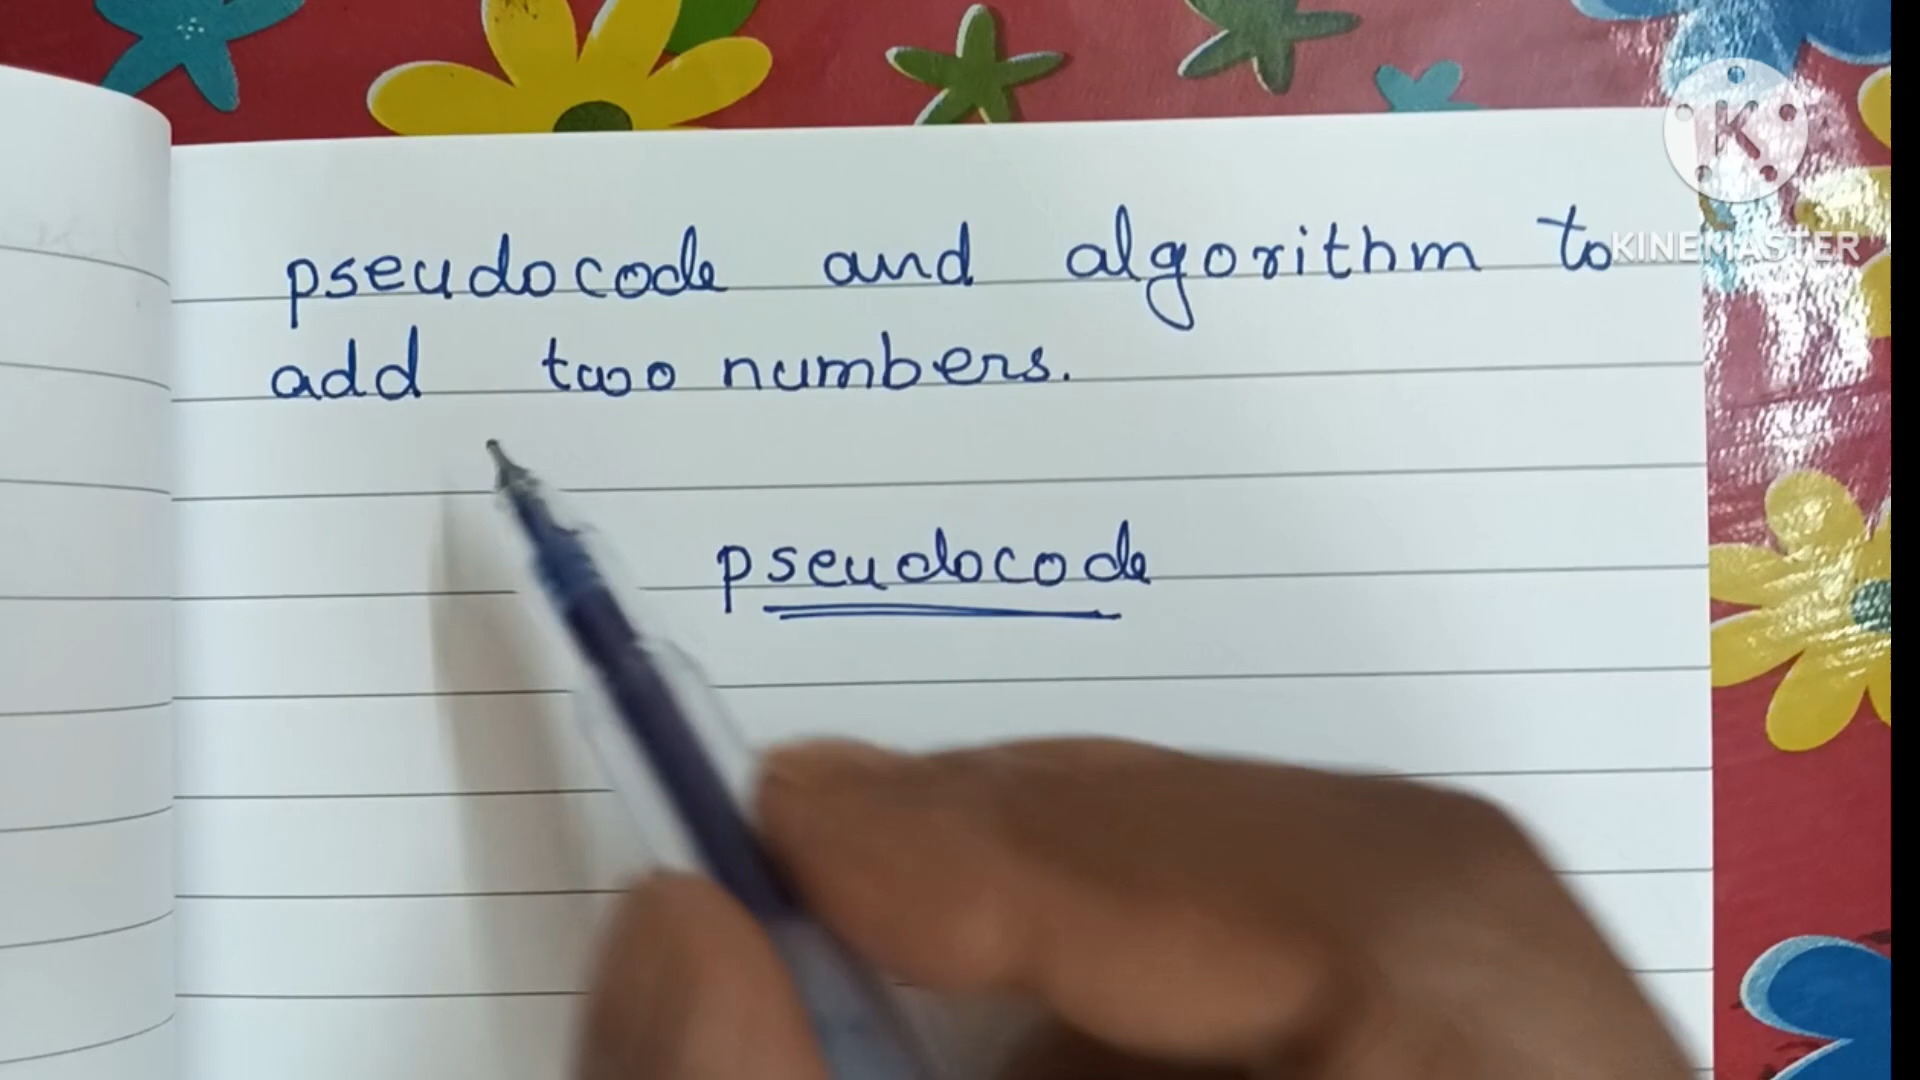 K
KINEMASTER
pseudocode and algorithm to
add two numbers.
pseudocode